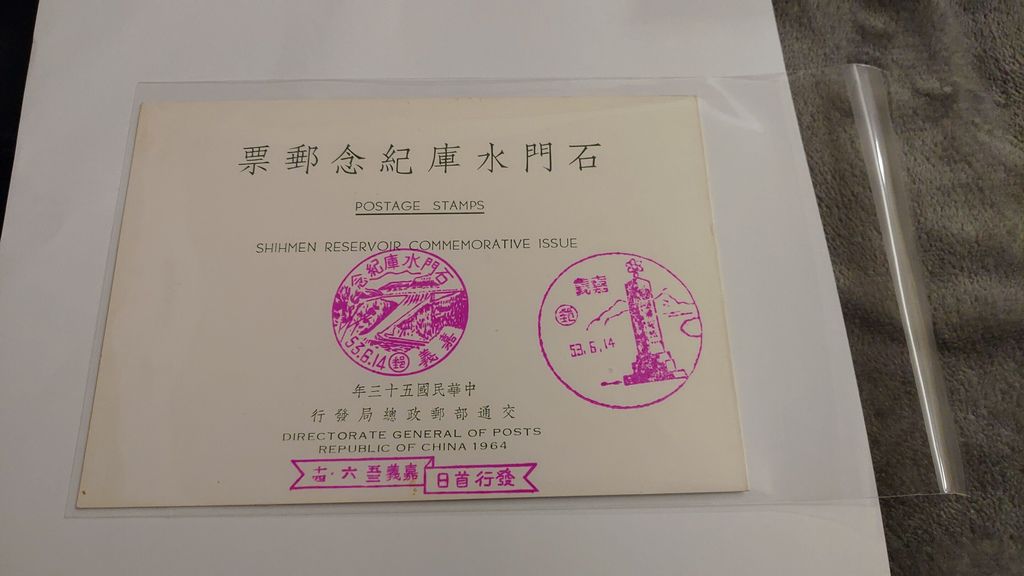 石門水庫紀念郵票
POSTAGE STAMPS
SHIHMEN RESERVOIR COMMEMORATIVE ISSUE
石門水庫紀念
53.6.14
郵
嘉義
嘉義
郵
53.6.14
中華民國五十三年
交通部郵政總局發行
DIRECTORATE GENERAL OF POSTS
REPUBLIC OF CHINA 1964
嘉義五三·六·十四
發行首日